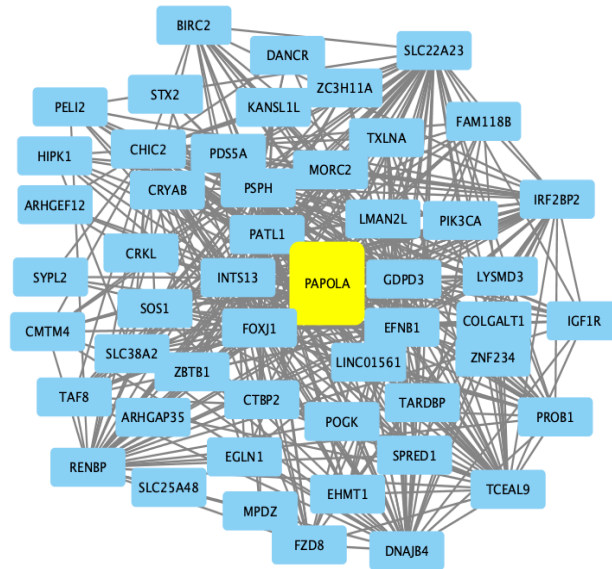 BIRC2
DANCR
SLC22A23
STX2
ZC3H11A
PELI2
KANSL1L
FAM118B
TXLNA
HIPK1
CHIC2
PDS5A
MORC2
CRYAB
PSPH
IRF2BP2
ARHGEF12
LMAN2L
PIK3CA
PATL1
CRKL
SYPL2
INTS13
PAPOLA
GDPD3
LYSMD3
SOS1
CMTM4
FOXJ1
EFNB1
COLGALT1
IGF1R
SLC38A2
ZNF234
ZBTB1
LINC01561
TAF8
CTBP2
TARDBP
PROB1
ARHGAP35
POGK
RENBP
EGLN1
SPRED1
SLC25A48
EHMT1
TCEAL9
MPDZ
FZD8
DNAJB4